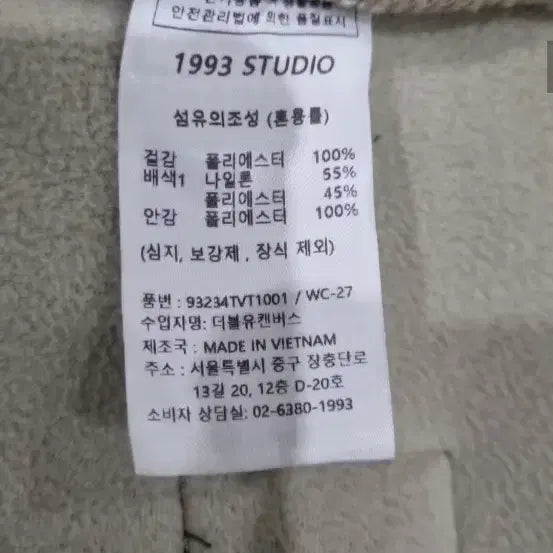 안전관리법에 의한 품질표시
1993 STUDIO
섬유의조성 (혼용률)
겉감 폴리에스터 100%
배색1 나일론 55%
폴리에스터 45%
안감 폴리에스터 100%
(심지, 보강제 , 장식 제외)
품번 : 93234TVT1001 / WC-27
수입자명: 더블유캔버스
제조국 : MADE IN VIETNAM
주소 : 서울특별시 중구 장충단로
13길 20, 12층 D-20호
소비자 상담실: 02-6380-1993